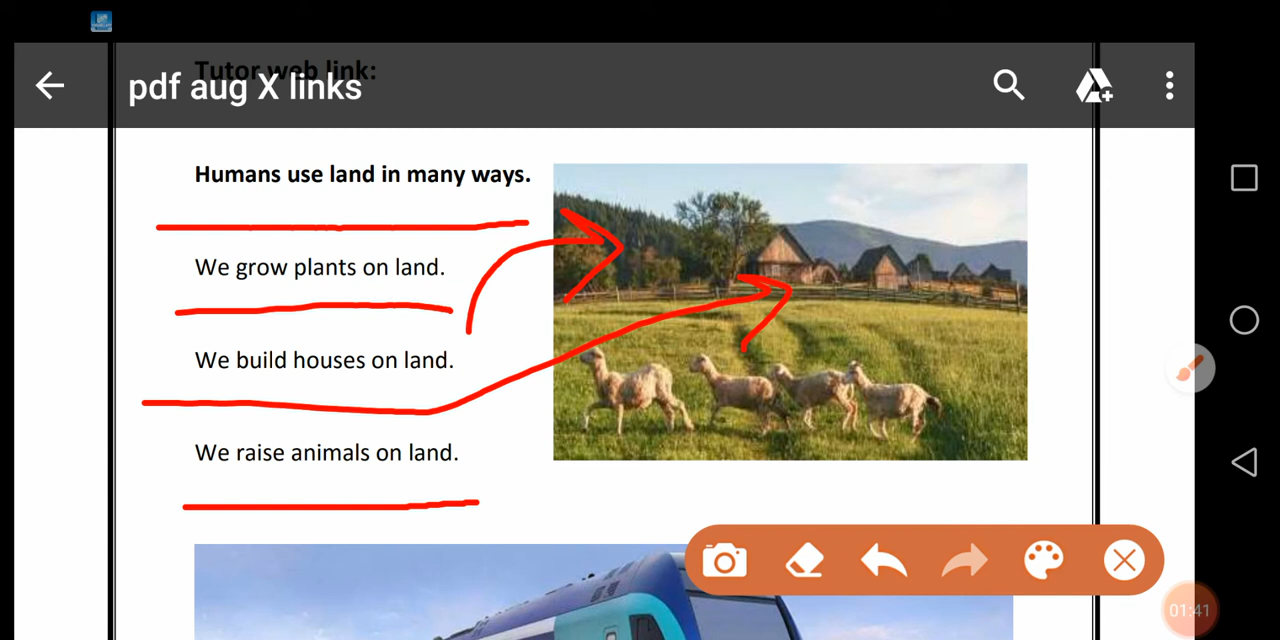 Tutor web link:
pdf aug X links
Humans use land in many ways.
We grow plants on land.
We build houses on land.
We raise animals on land.
01:41